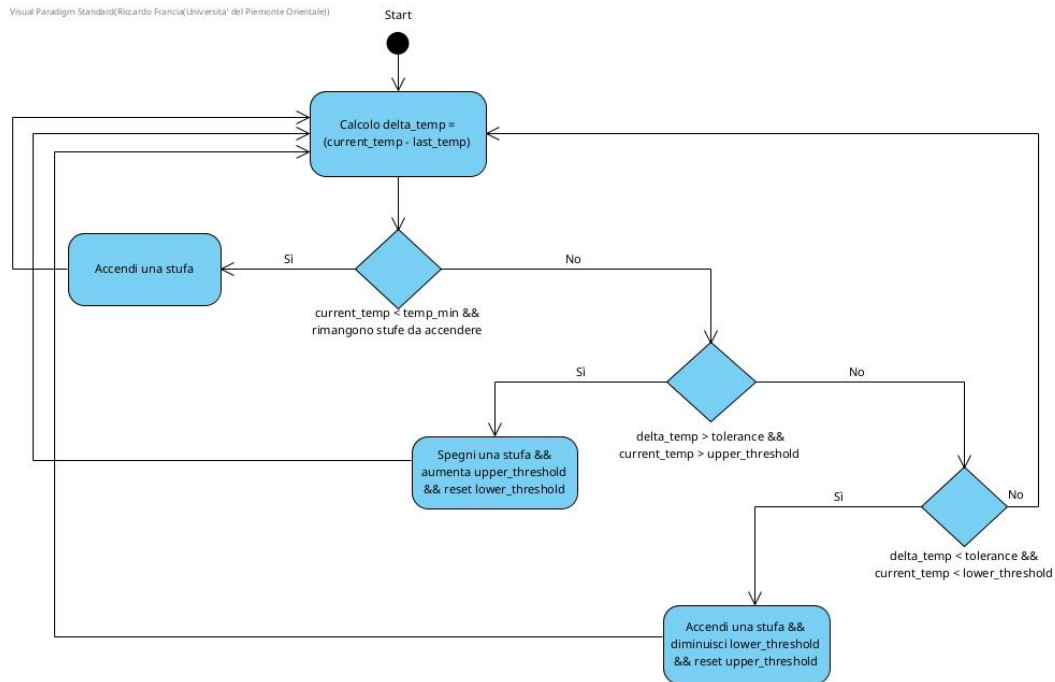 Visual Paradigm Standard(Riccardo Francia(Universita' del Piemonte Orientale))
Start
Calcolo delta_temp =
(current_temp - last_temp)
Accendi una stufa
Sì
No
current_temp < temp_min &&
rimangono stufe da accendere
Sì
No
delta_temp > tolerance &&
current_temp > upper_threshold
Spegni una stufa &&
aumenta upper_threshold
&& reset lower_threshold
Sì
No
delta_temp < tolerance &&
current_temp < lower_threshold
Accendi una stufa &&
diminuisci lower_threshold
&& reset upper_threshold